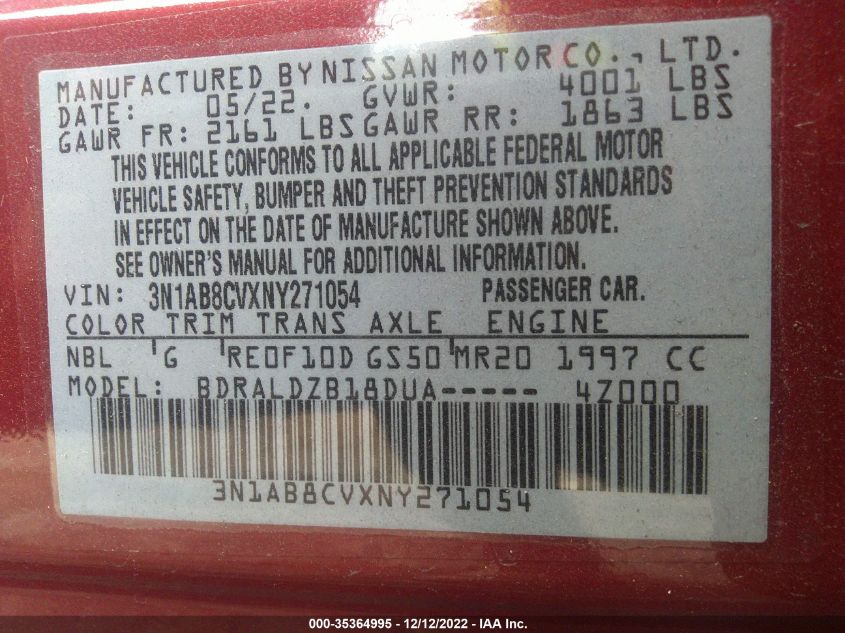 MANUFACTURED BY NISSAN MOTOR CO., LTD.
DATE: 05/22. GVWR: 4001 LBS
GAWR FR: 2161 LBS GAWR RR: 1863 LBS
THIS VEHICLE CONFORMS TO ALL APPLICABLE FEDERAL MOTOR
VEHICLE SAFETY, BUMPER AND THEFT PREVENTION STANDARDS
IN EFFECT ON THE DATE OF MANUFACTURE SHOWN ABOVE.
SEE OWNER'S MANUAL FOR ADDITIONAL INFORMATION.
VIN: 3N1AB8CVXNY271054 PASSENGER CAR.
COLOR TRIM TRANS AXLE ENGINE
NBL G RE0F10D GS50 MR20 1997 CC
MODEL: BDRALDZB18DUA----- 4Z000
3N1AB8CVXNY271054
000-35364995 - 12/12/2022 - IAA Inc.